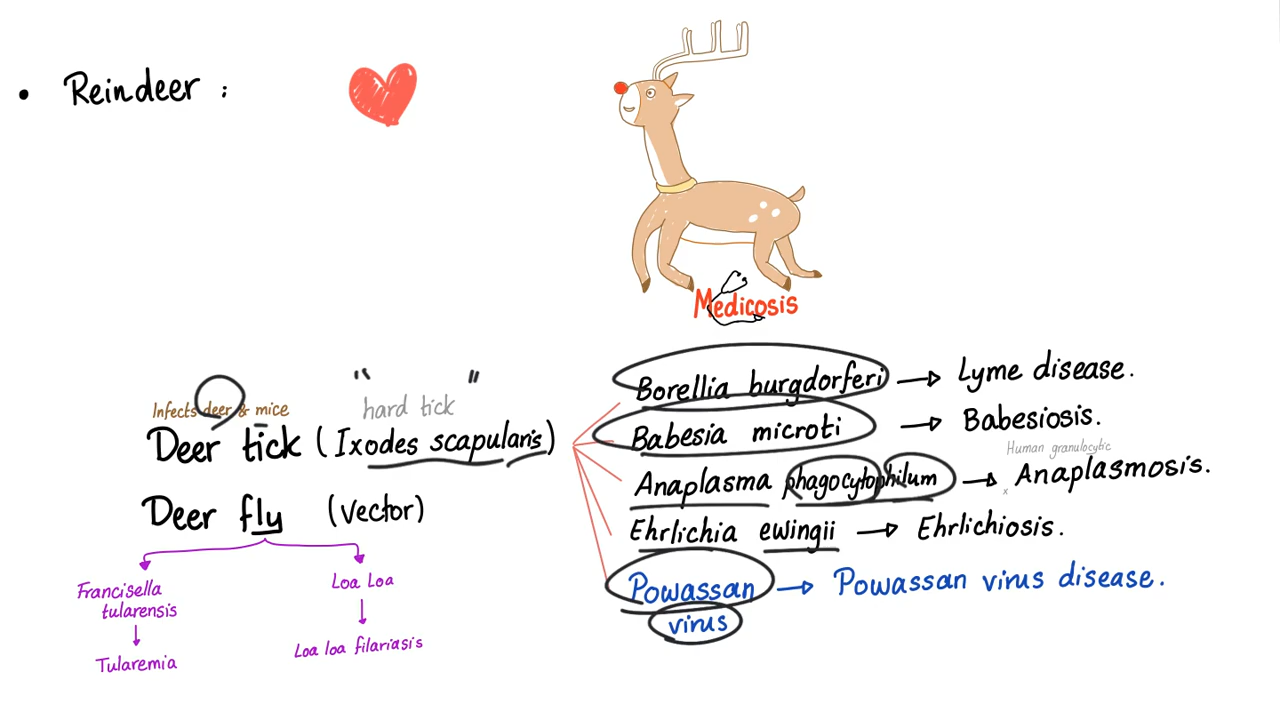 • Reindeer :
Medicosis
Infects deer & mice
" "
hard tick
Deer tick (Ixodes scapularis)
Borellia burgdorferi → Lyme disease.
Babesia microti → Babesiosis.
Human granulocytic
Anaplasma phagocytophilum → Anaplasmosis.
x
Ehrlichia ewingii → Ehrlichiosis.
Powassan virus → Powassan virus disease.
Deer fly (vector)
Francisella
tularensis
↓
Tularemia
Loa Loa
↓
Loa loa filariasis